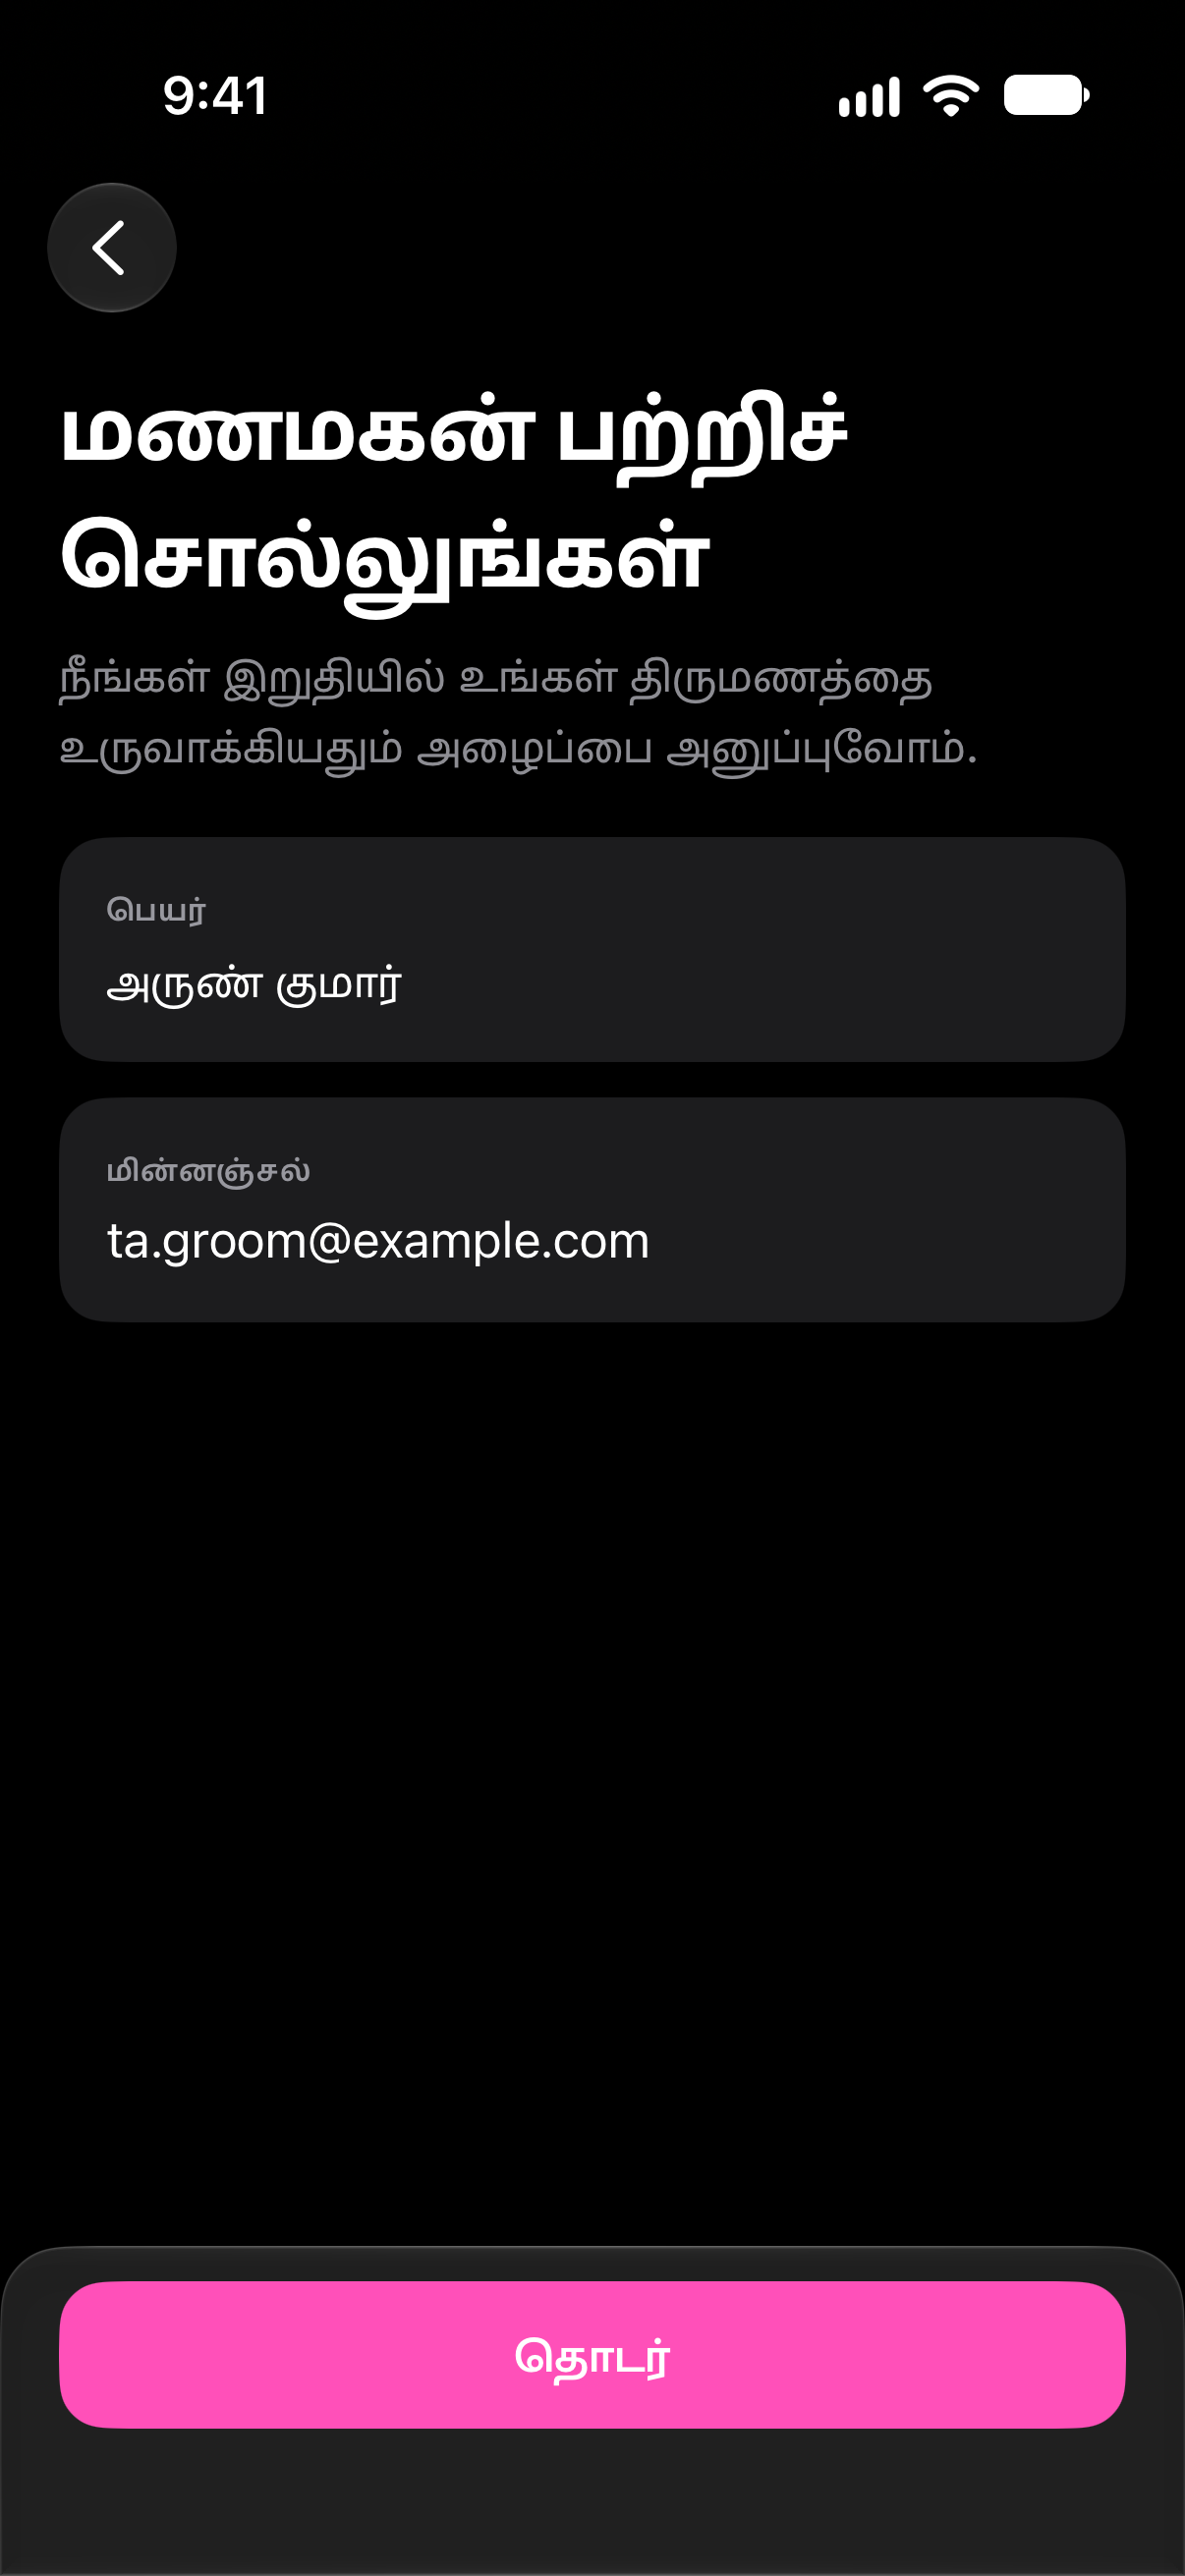 9:41
மணமகன் பற்றிச்
சொல்லுங்கள்
நீங்கள் இறுதியில் உங்கள் திருமணத்தை
உருவாக்கியதும் அழைப்பை அனுப்புவோம்.
பெயர்
அருண் குமார்
மின்னஞ்சல்
ta.groom@example.com
தொடர்